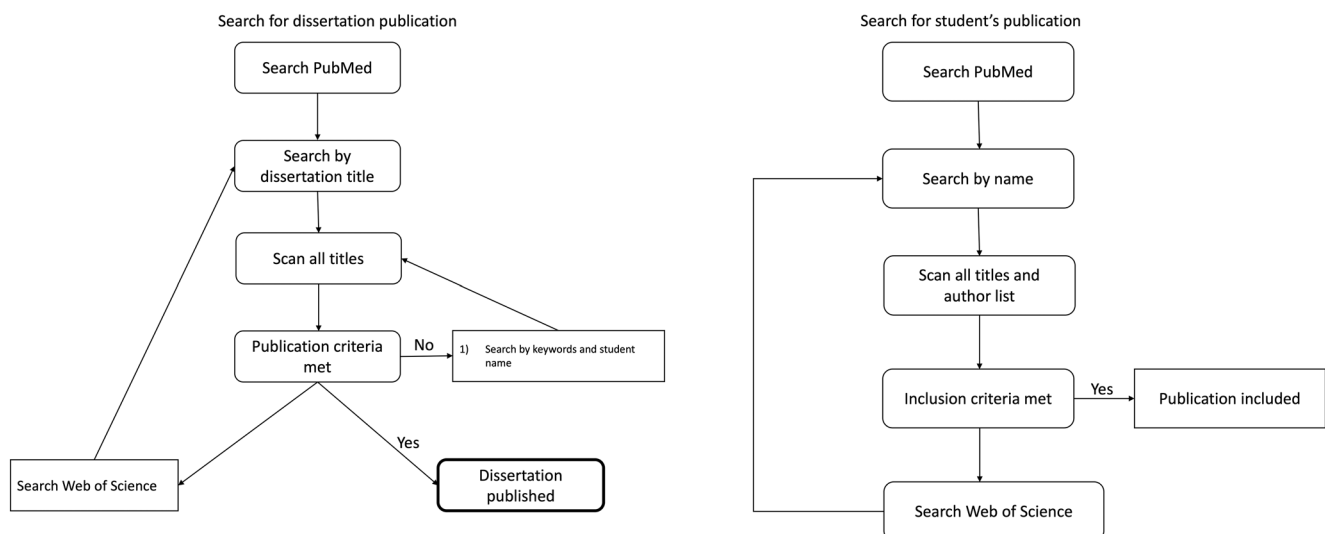 Search for dissertation publication
Search PubMed
Search by
dissertation title
Scan all titles
Publication criteria
met
No
1) Search by keywords and student
name
Yes
Search Web of Science
Dissertation
published
Search for student’s publication
Search PubMed
Search by name
Scan all titles and
author list
Inclusion criteria met
Yes
Publication included
Search Web of Science